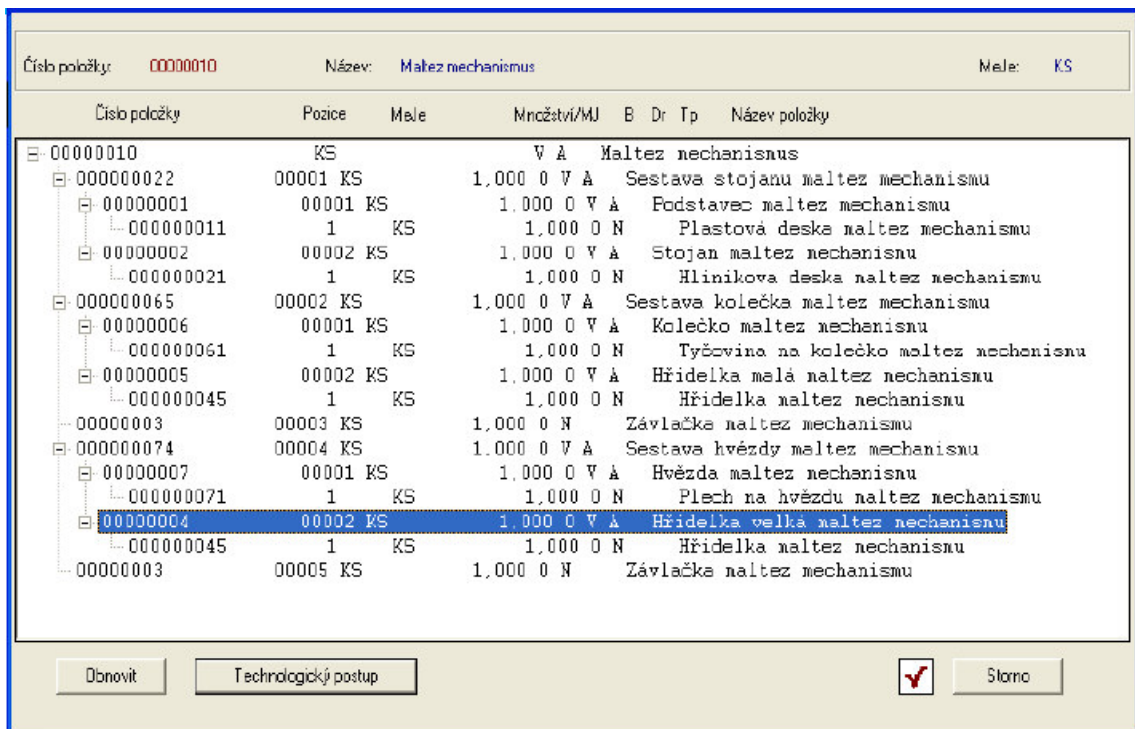 Číslo položky: 00000010 Název: Maltez mechanismus MeJe: KS
Číslo položky Pozice MeJe Množství/MJ B Dr Tp Název položky
00000010 KS V A Maltez mechanismus
000000022 00001 KS 1,000 0 V A Sestava stojanu maltez mechanismu
00000001 00001 KS 1,000 0 V A Podstavec maltez mechanismu
000000011 1 KS 1,000 0 N Plastová deska maltez mechanismu
00000002 00002 KS 1,000 0 V A Stojan maltez mechanismu
000000021 1 KS 1,000 0 N Hlinikova deska maltez mechanismu
000000065 00002 KS 1,000 0 V A Sestava kolečka maltez mechanismu
00000006 00001 KS 1,000 0 V A Kolečko maltez mechanismu
000000061 1 KS 1,000 0 N Tyčovina na kolečko maltez mechanismu
00000005 00002 KS 1,000 0 V A Hřidelka malá maltez mechanismu
000000045 1 KS 1,000 0 N Hřidelka maltez mechanismu
00000003 00003 KS 1,000 0 N Závlačka maltez mechanismu
000000074 00004 KS 1,000 0 V A Sestava hvézdy maltez mechanismu
00000007 00001 KS 1,000 0 V A Hvězda maltez mechanismu
000000071 1 KS 1,000 0 N Plech na hvězdu maltez mechanismu
00000004 00002 KS 1,000 0 V A Hřidelka velká maltez mechanismu
000000045 1 KS 1,000 0 N Hřidelka maltez mechanismu
00000003 00005 KS 1,000 0 N Závlačka maltez mechanismu
Obnovit Technologický postup Storno